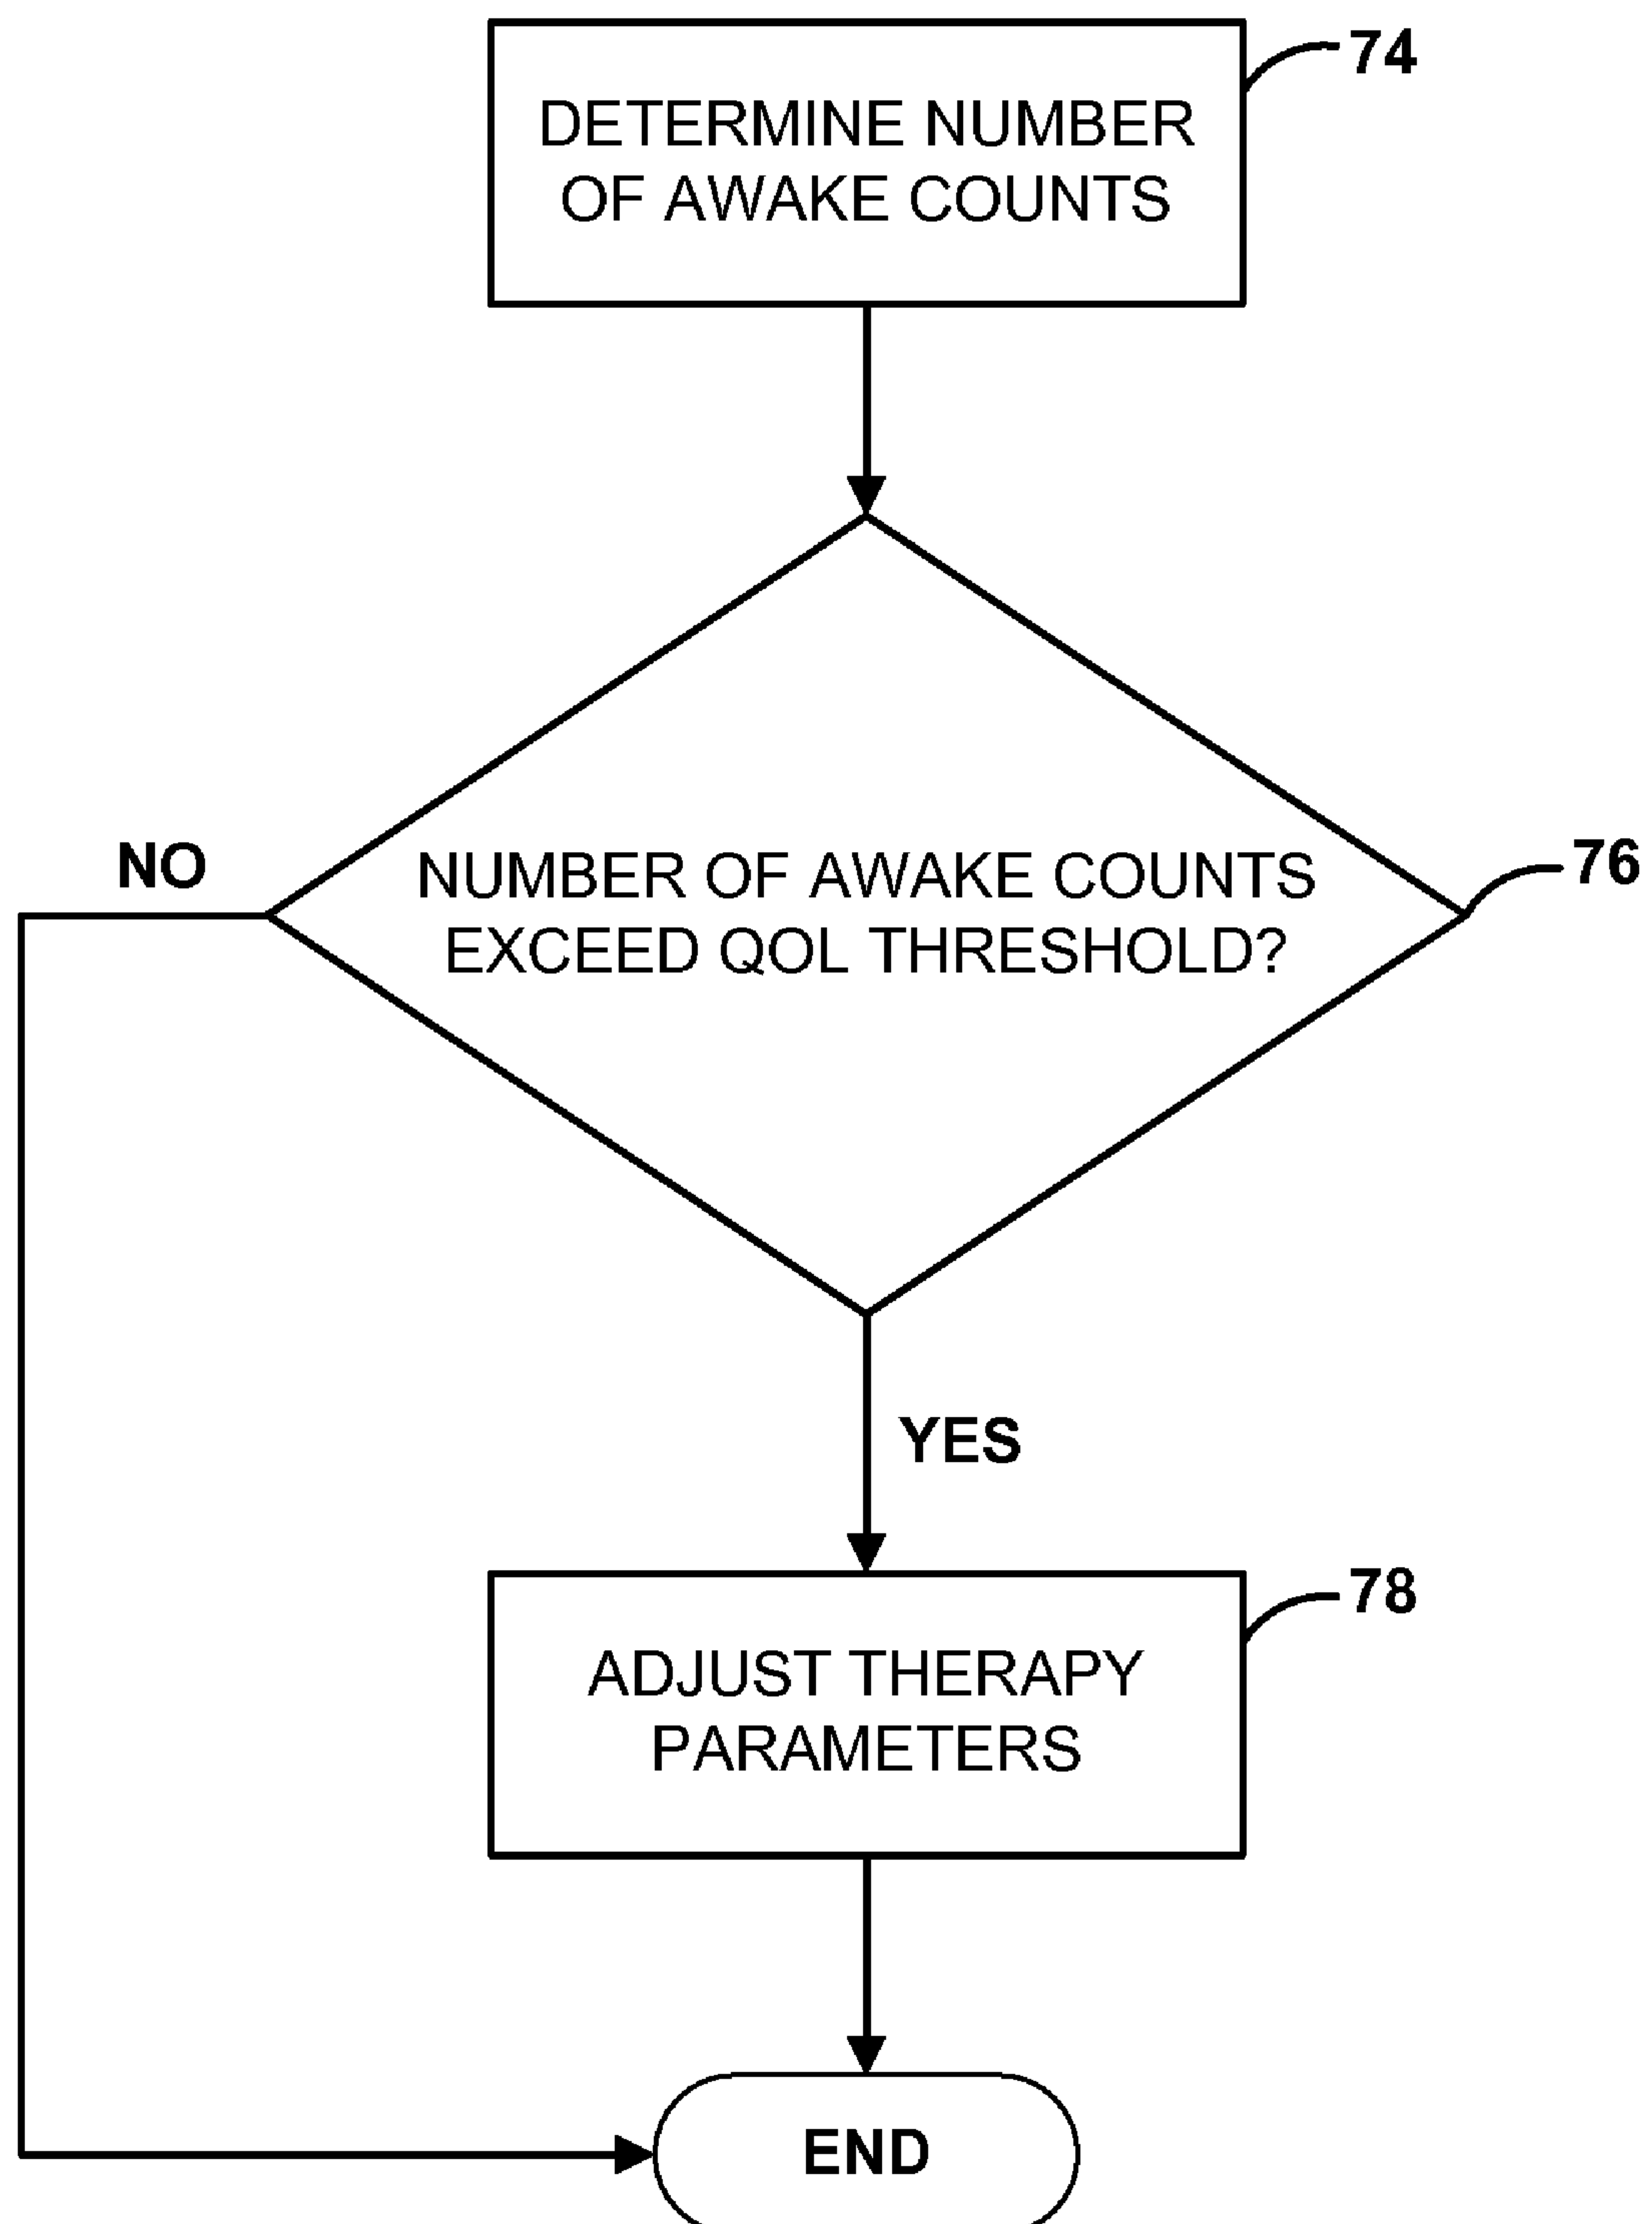 74
DETERMINE NUMBER
OF AWAKE COUNTS
NO
NUMBER OF AWAKE COUNTS
EXCEED QOL THRESHOLD?
76
YES
78
ADJUST THERAPY
PARAMETERS
END